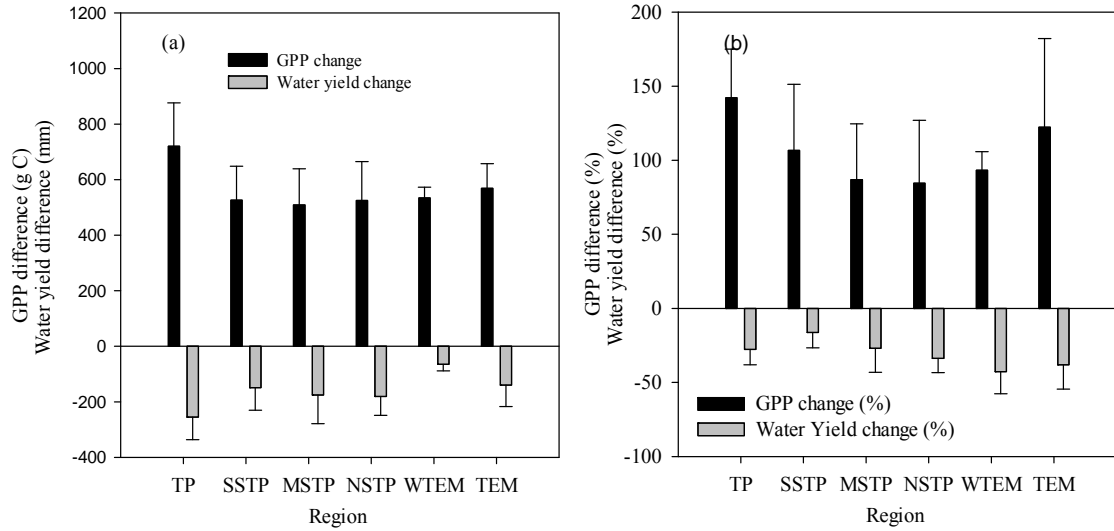 (a)
GPP change
Water yield change
GPP difference (g C)
Water yield difference (mm)
1200
1000
800
600
400
200
0
-200
-400
TP SSTP MSTP NSTP WTEM TEM
Region
(b)
GPP change (%)
Water Yield change (%)
GPP difference (%)
Water yield difference (%)
200
150
100
50
0
-50
-100
TP SSTP MSTP NSTP WTEM TEM
Region